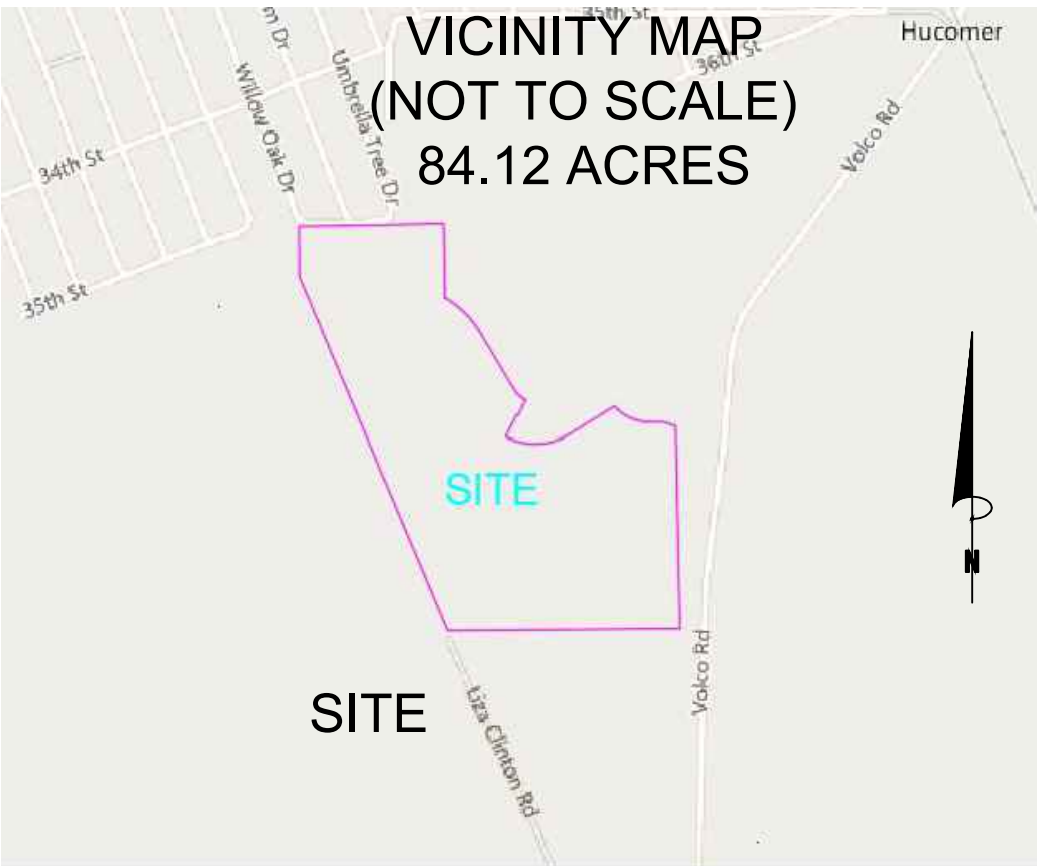 35th St
VICINITY MAP
(NOT TO SCALE)
84.12 ACRES
Hucomer
m Dr
36th St
Willow Oak Dr
Umbrella Tree Dr
Volco Rd
34th St
35th St
SITE
N
Volco Rd
SITE
Liza Clinton Rd